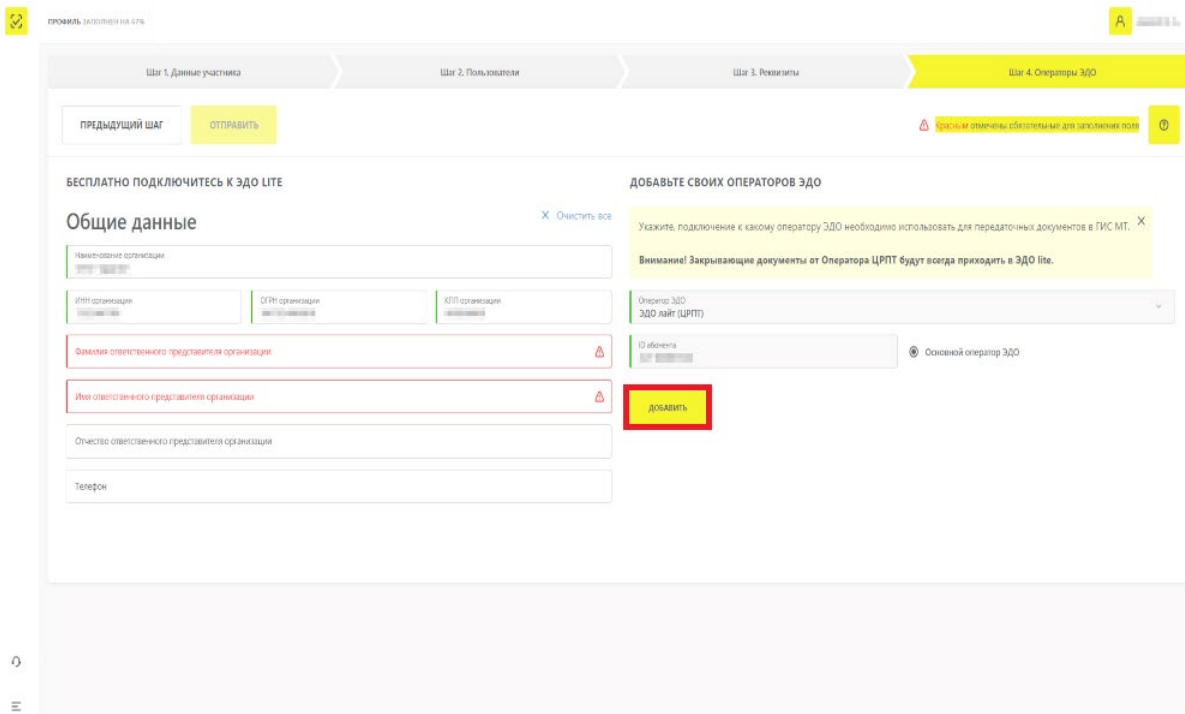 ПРОФИЛЬ ЗАПОЛНЕН НА 67%
Шаг 1. Данные участника
Шаг 2. Пользователи
Шаг 3. Реквизиты
Шаг 4. Операторы ЭДО
ПРЕДЫДУЩИЙ ШАГ
ОТПРАВИТЬ
Красным отмечены обязательные для заполнения поля
БЕСПЛАТНО ПОДКЛЮЧИТЕСЬ К ЭДО LITE
Общие данные
Очистить все
Наименование организации
ИНН организации
ОГРН организации
КПП организации
Фамилия ответственного представителя организации
Имя ответственного представителя организации
Отчество ответственного представителя организации
Телефон
ДОБАВЬТЕ СВОИХ ОПЕРАТОРОВ ЭДО
Укажите, подключение к какому оператору ЭДО необходимо использовать для передаточных документов в ГИС МТ.
Внимание! Закрывающие документы от Оператора ЦРПТ будут всегда приходить в ЭДО lite.
Оператор ЭДО
ЭДО лайт (ЦРПТ)
ID абонента
Основной оператор ЭДО
ДОБАВИТЬ